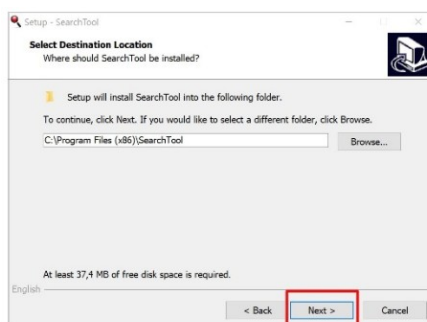 Setup - SearchTool
Select Destination Location
Where should SearchTool be installed?
Setup will install SearchTool into the following folder.
To continue, click Next. If you would like to select a different folder, click Browse.
C:\Program Files (x86)\SearchTool
Browse...
At least 37,4 MB of free disk space is required.
English
< Back
Next >
Cancel